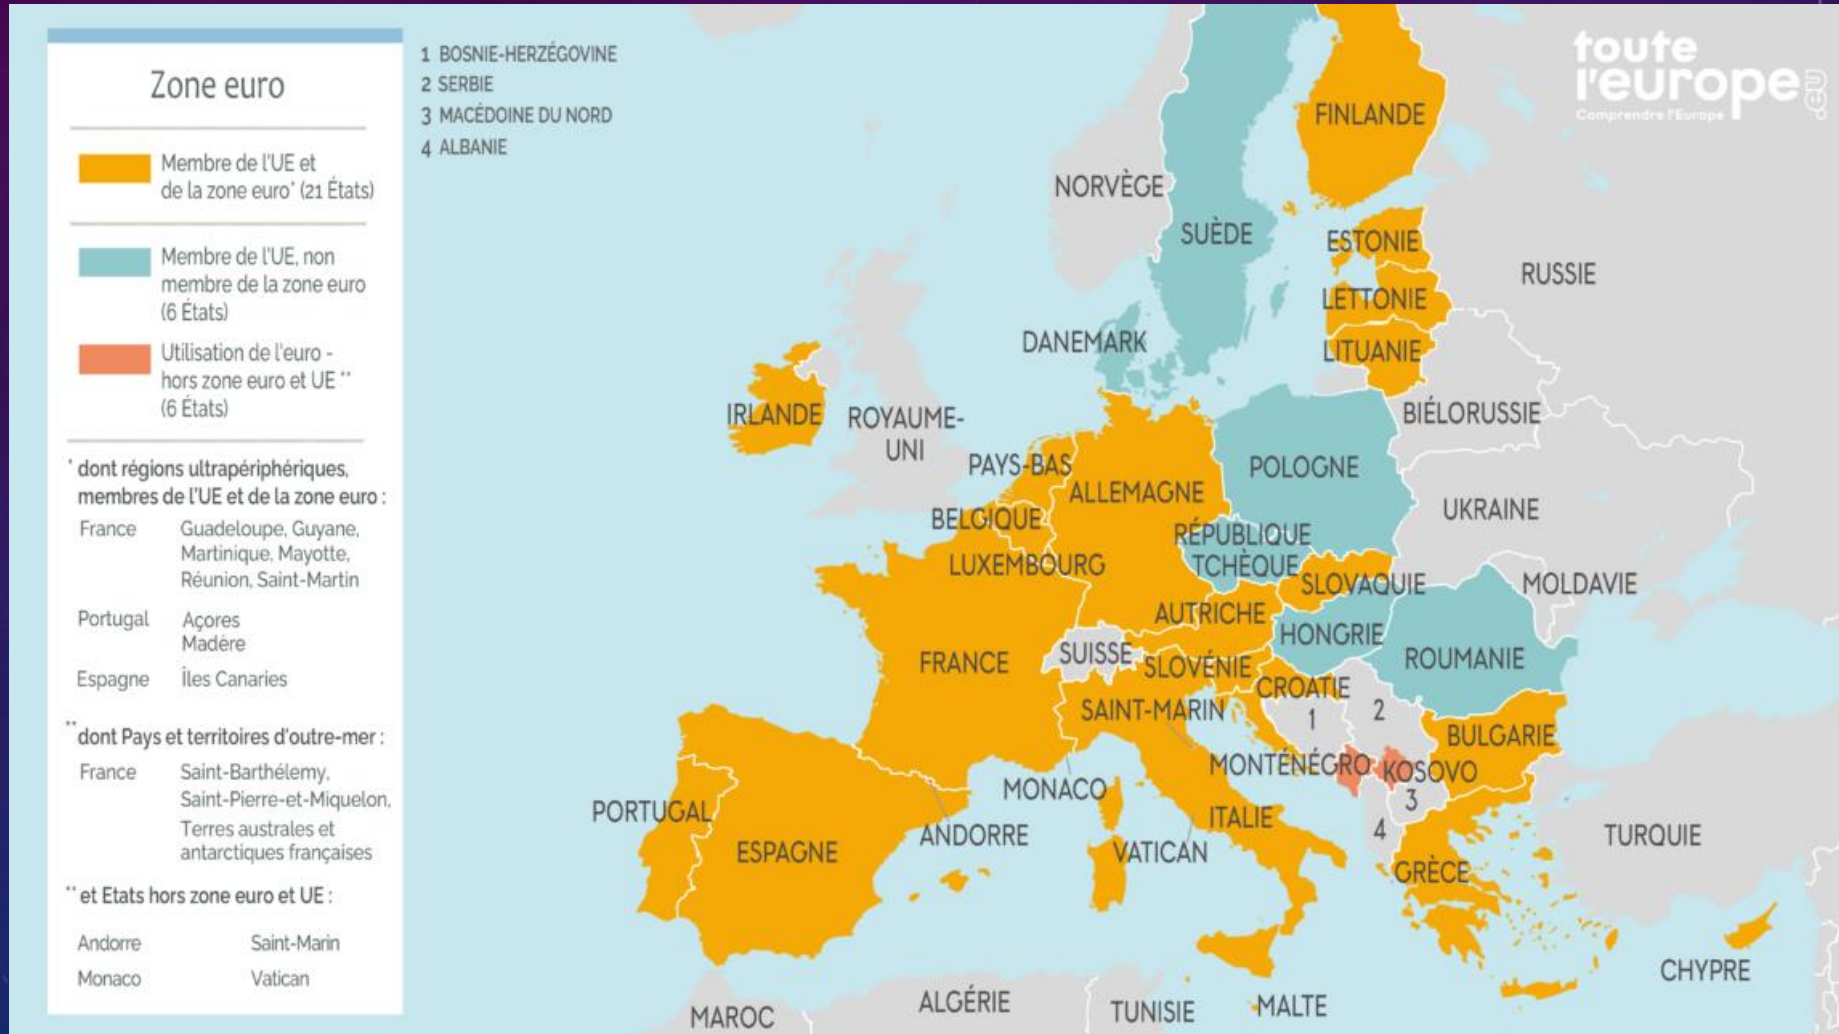 Zone euro
Membre de l'UE et
de la zone euro* (21 États)
Membre de l'UE, non
membre de la zone euro
(6 États)
Utilisation de l'euro -
hors zone euro et UE **
(6 États)
* dont régions ultrapériphériques,
membres de l'UE et de la zone euro :
France Guadeloupe, Guyane,
Martinique, Mayotte,
Réunion, Saint-Martin
Portugal Açores
Madère
Espagne Îles Canaries
** dont Pays et territoires d'outre-mer :
France Saint-Barthélemy,
Saint-Pierre-et-Miquelon,
Terres australes et
antarctiques françaises
** et Etats hors zone euro et UE :
Andorre Saint-Marin
Monaco Vatican
1 BOSNIE-HERZÉGOVINE
2 SERBIE
3 MACÉDOINE DU NORD
4 ALBANIE
toute
l'europe.eu
Comprendre l'Europe
FINLANDE
NORVÈGE
SUÈDE
ESTONIE
RUSSIE
LETTONIE
DANEMARK
LITUANIE
IRLANDE
ROYAUME-
UNI
BIÉLORUSSIE
PAYS-BAS
POLOGNE
ALLEMAGNE
UKRAINE
BELGIQUE
RÉPUBLIQUE
TCHÈQUE
LUXEMBOURG
SLOVAQUIE
MOLDAVIE
AUTRICHE
HONGRIE
FRANCE
SUISSE
SLOVÉNIE
ROUMANIE
CROATIE
SAINT-MARIN
1
2
BULGARIE
MONTÉNÉGRO
KOSOVO
MONACO
3
PORTUGAL
ESPAGNE
ANDORRE
ITALIE
4
TURQUIE
VATICAN
GRÈCE
CHYPRE
MAROC
ALGÉRIE
TUNISIE
MALTE